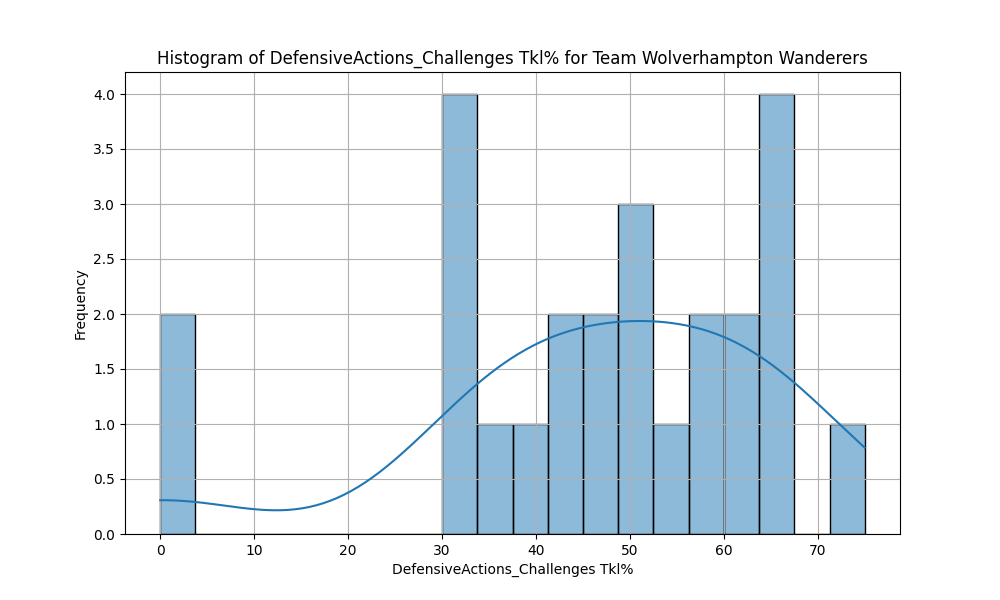 Histogram of DefensiveActions_Challenges Tkl% for Team Wolverhampton Wanderers
4.0
3.5
3.0
2.5
2.0
1.5
1.0
0.5
0.0
Frequency
0 10 20 30 40 50 60 70
DefensiveActions_Challenges Tkl%